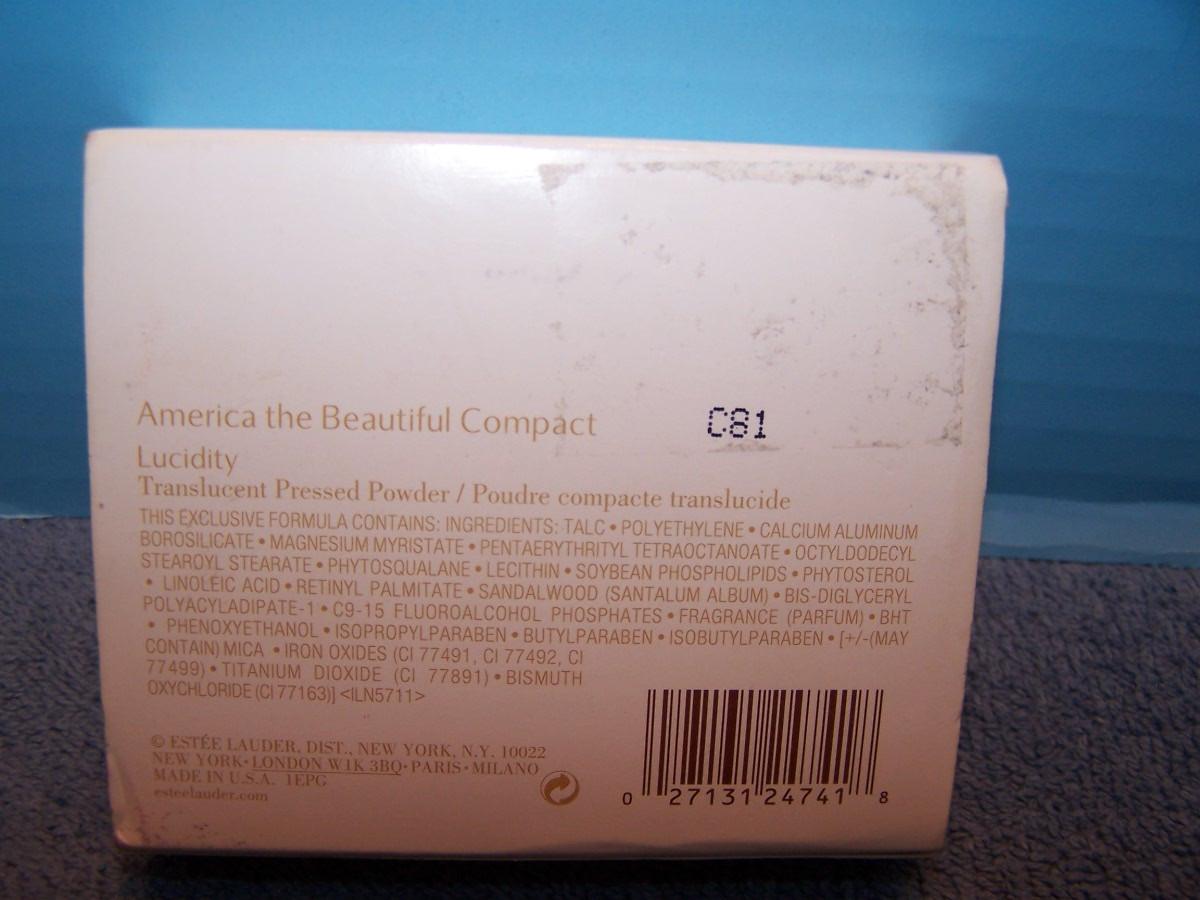 America the Beautiful Compact
C81
Lucidity
Translucent Pressed Powder / Poudre compacte translucide
THIS EXCLUSIVE FORMULA CONTAINS: INGREDIENTS: TALC • POLYETHYLENE • CALCIUM ALUMINUM
BOROSILICATE • MAGNESIUM MYRISTATE • PENTAERYTHRITYL TETRAOCTANOATE • OCTYLDODECYL
STEAROYL STEARATE • PHYTOSQUALANE • LECITHIN • SOYBEAN PHOSPHOLIPIDS • PHYTOSTEROL
• LINOLEIC ACID • RETINYL PALMITATE • SANDALWOOD (SANTALUM ALBUM) • BIS-DIGLYCERYL
POLYACYLADIPATE-1 • C9-15 FLUOROALCOHOL PHOSPHATES • FRAGRANCE (PARFUM) • BHT
• PHENOXYETHANOL • ISOPROPYLPARABEN • BUTYLPARABEN • ISOBUTYLPARABEN • [+/-(MAY
CONTAIN) MICA • IRON OXIDES (CI 77491, CI 77492, CI
77499) • TITANIUM DIOXIDE (CI 77891) • BISMUTH
OXYCHLORIDE (CI 77163)] <ILN5711>
© ESTÉE LAUDER, DIST., NEW YORK, N.Y. 10022
NEW YORK · LONDON W1K 3BQ · PARIS · MILANO
MADE IN U.S.A. 1EPG
esteelauder.com
0 27131 24741 8